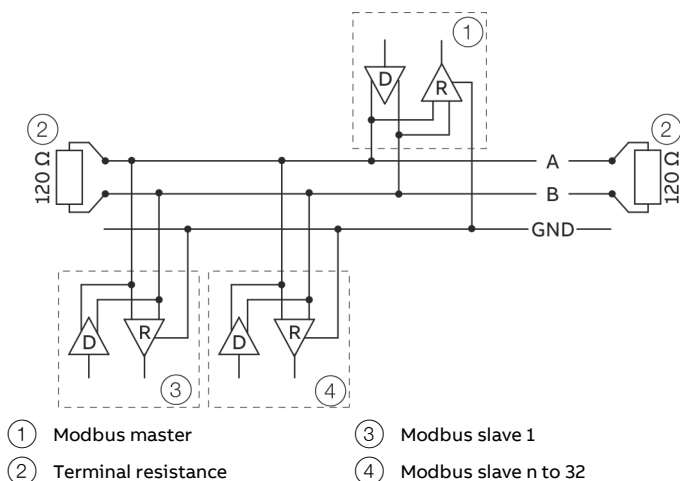 ①
D
R
②
②
120 Ω
A
120 Ω
B
GND
D
R
D
R
③
④
① Modbus master
③ Modbus slave 1
② Terminal resistance
④ Modbus slave n to 32